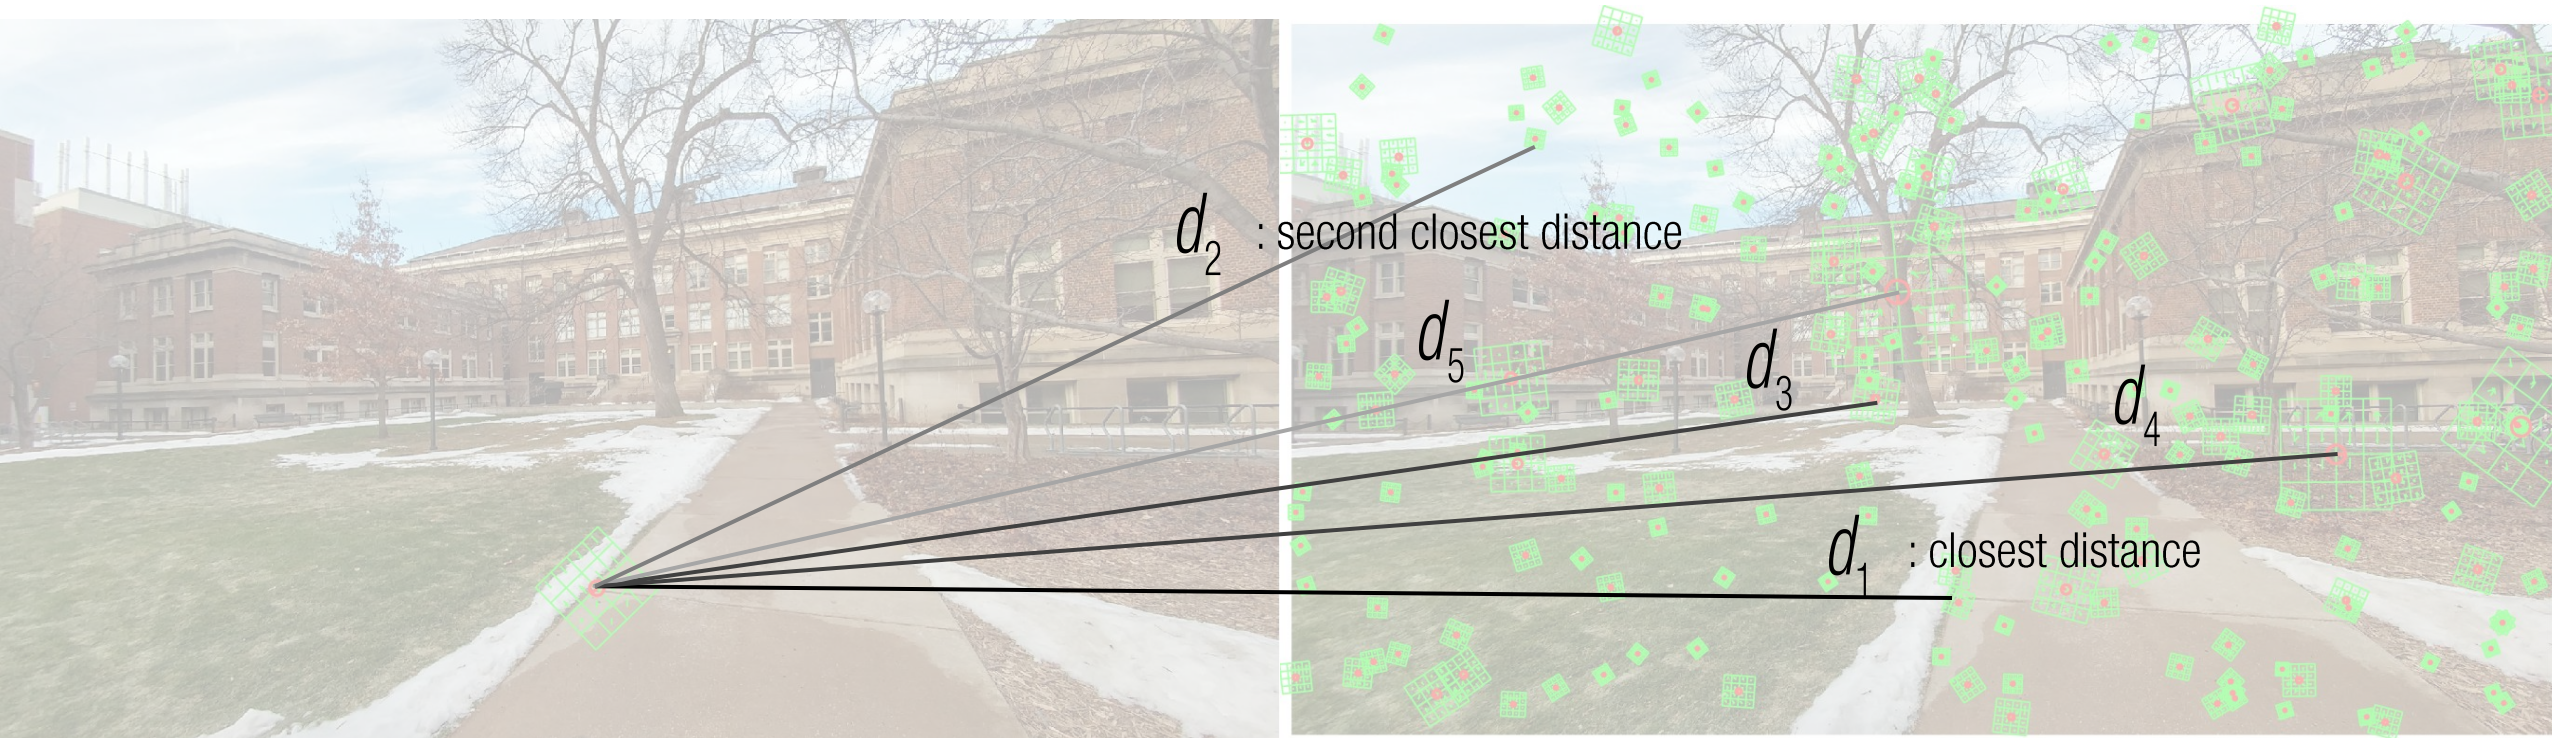 d2 : second closest distance
d5
d3
d4
d1 : closest distance